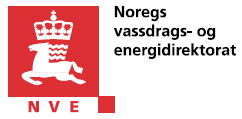 Noregs
vassdrags- og
energidirektorat
NVE